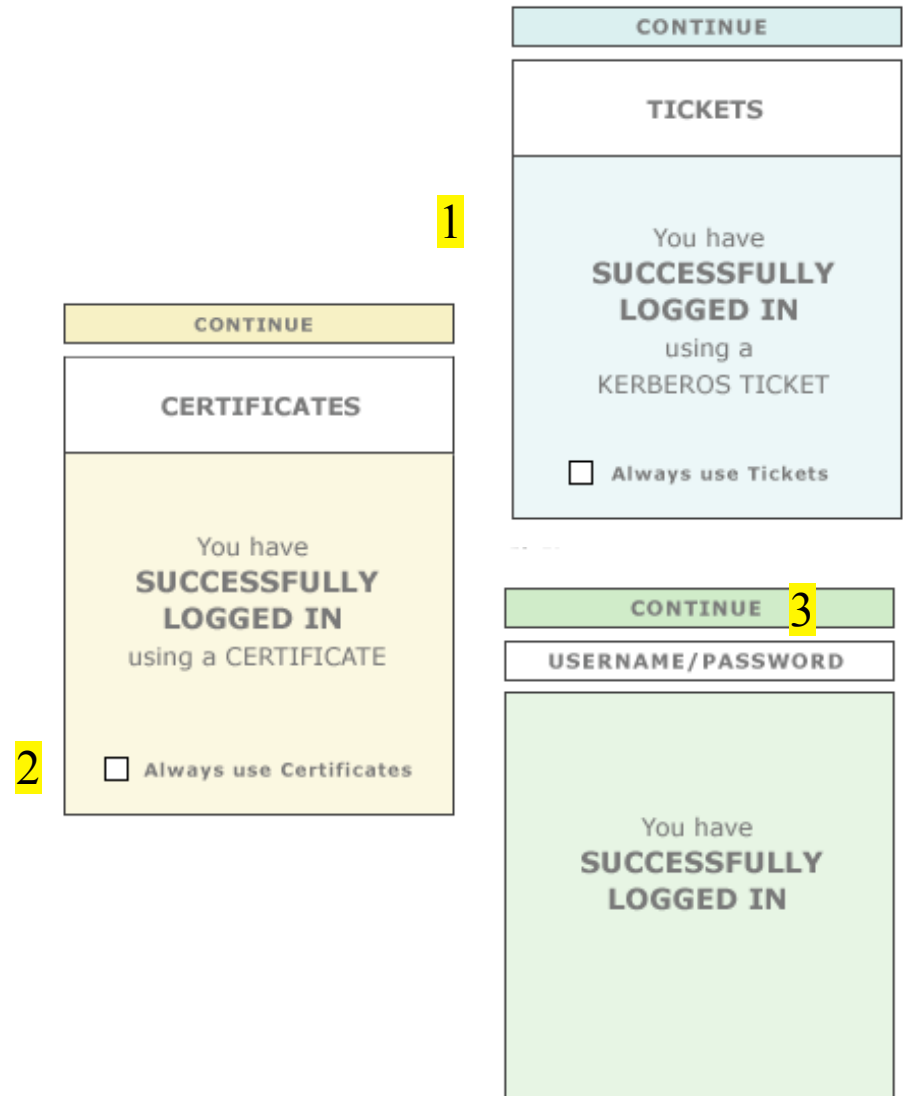 CONTINUE
TICKETS
1
You have
SUCCESSFULLY
LOGGED IN
using a
KERBEROS TICKET
Always use Tickets
CONTINUE
CERTIFICATES
You have
SUCCESSFULLY
LOGGED IN
using a CERTIFICATE
2
Always use Certificates
CONTINUE 3
USERNAME/PASSWORD
You have
SUCCESSFULLY
LOGGED IN